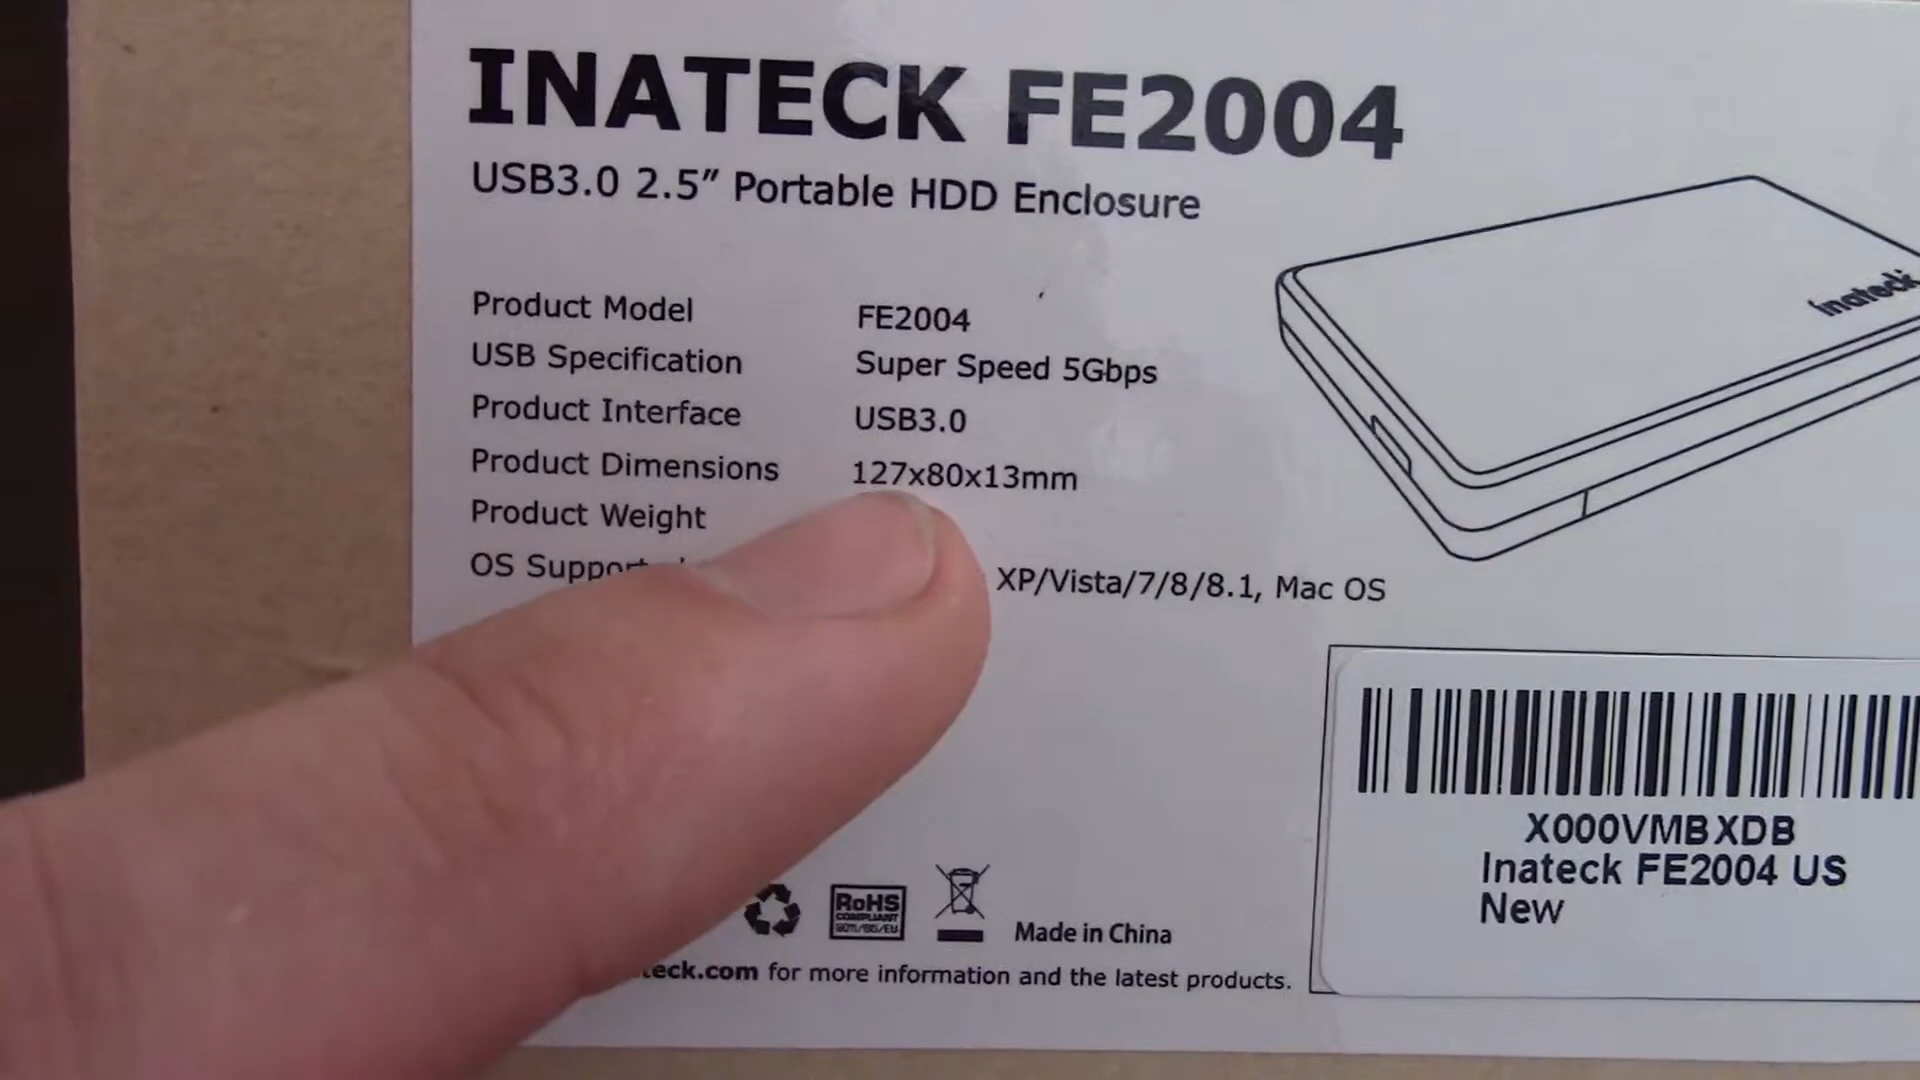 INATECK FE2004
USB3.0 2.5” Portable HDD Enclosure
Product Model FE2004
USB Specification Super Speed 5Gbps
Product Interface USB3.0
Product Dimensions 127x80x13mm
Product Weight
OS XP/Vista/7/8/8.1, Mac OS
inateck
X000VMBXDB
Inateck FE2004 US
New
RoHS
COMPLIANT
Made in China
teck.com for more information and the latest products.